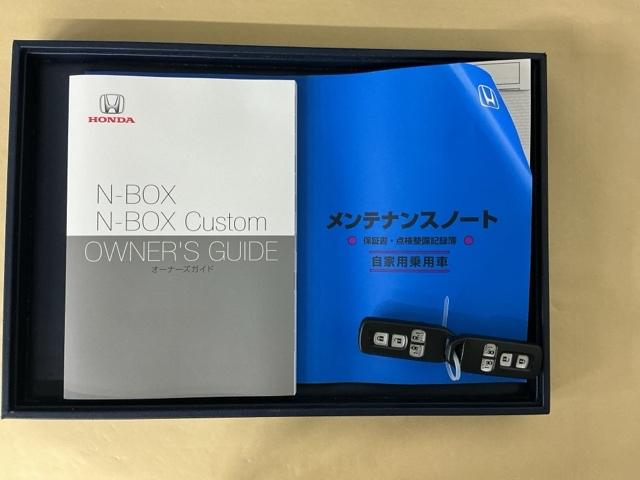 HONDA
N-BOX
N-BOX Custom
OWNER'S GUIDE
オーナーズガイド
メンテナンスノート
保証書・点検整備記録簿
自家用乗用車